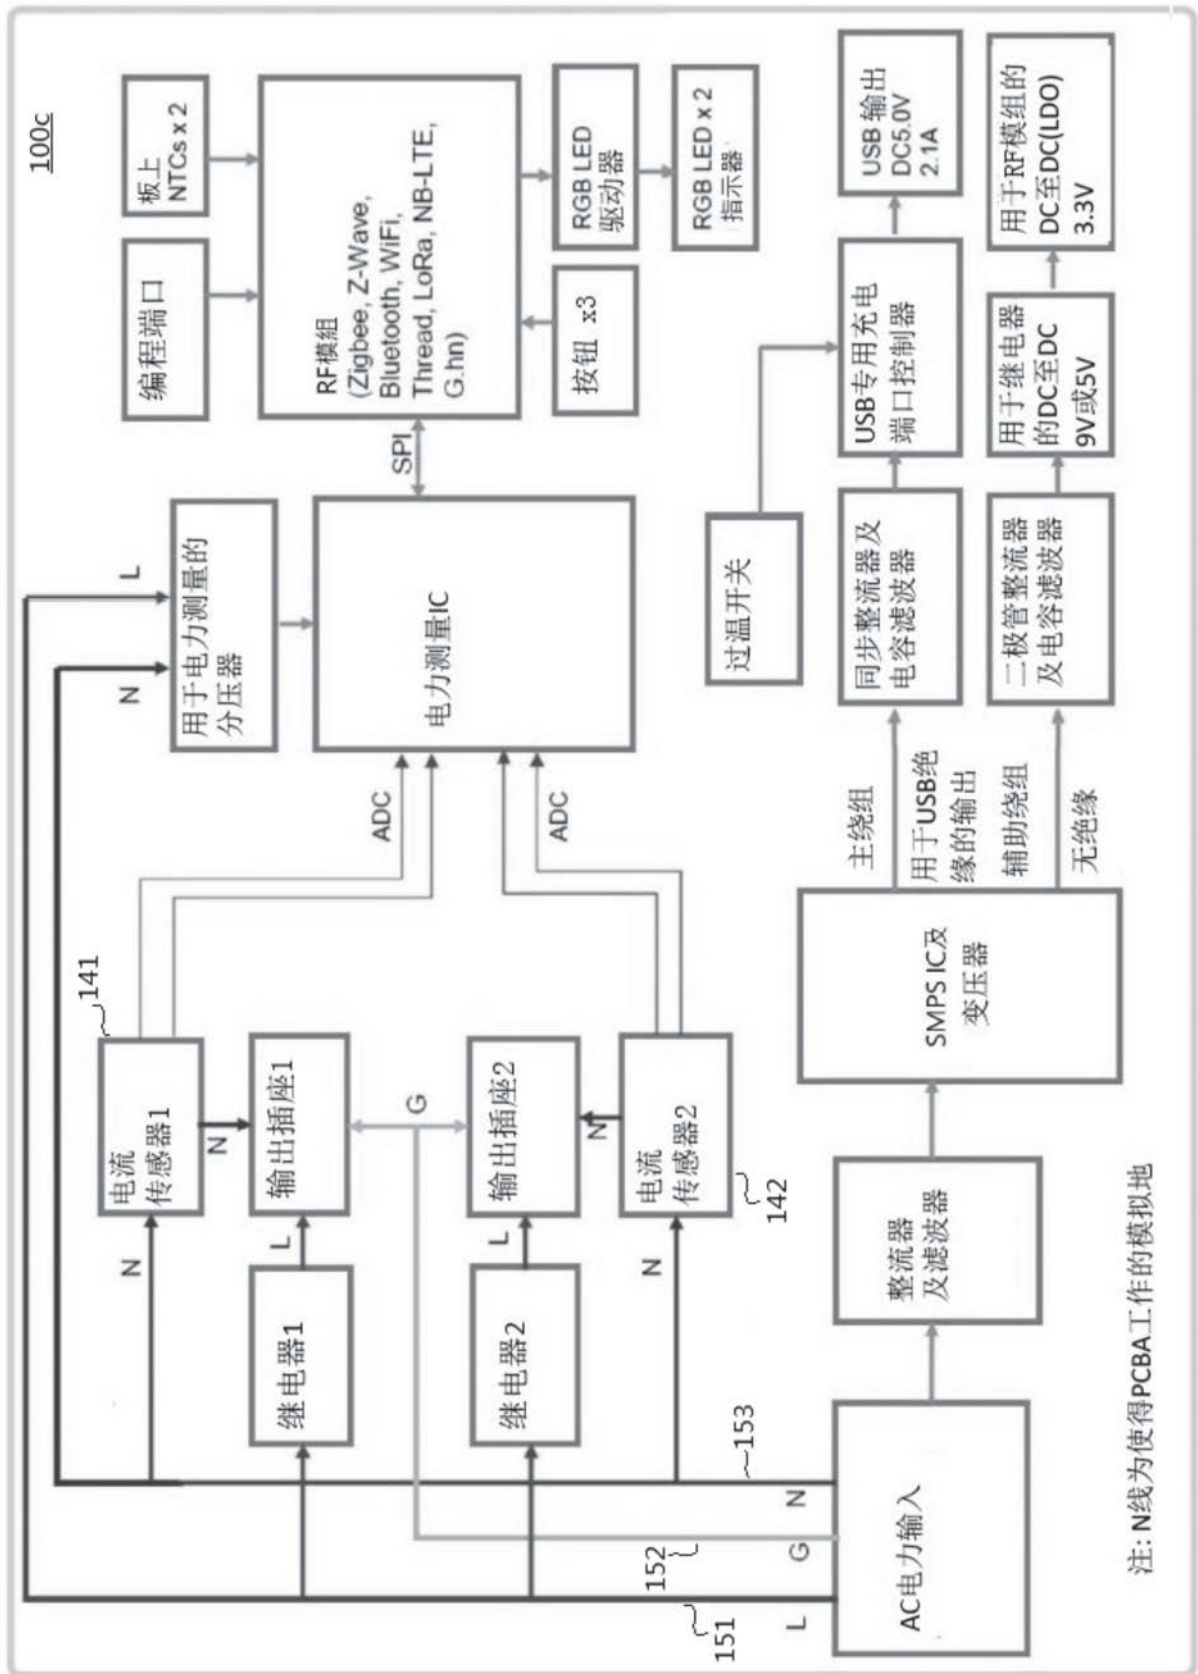 100c
L
N
141
N
电流
传感器1
N
ADC
用于电力测量的
分压器
编程端口
板上
NTCs x 2
继电器1
L
输出插座1
G
电力测量IC
SPI
RF模組
(Zigbee, Z-Wave,
Bluetooth, WiFi,
Thread, LoRa, NB-LTE,
G.hn)
继电器2
L
输出插座2
ADC
N
N
电流
传感器2
142
按钮 x3
RGB LED
驱动器
RGB LED x 2
指示器
151
152
153
L
G
N
AC电力输入
整流器
及滤波器
SMPS IC及
变压器
主绕组
用于USB绝
缘的输出
辅助绕组
无绝缘
过温开关
同步整流器及
电容滤波器
USB专用充电
端口控制器
USB 输出
DC5.0V
2.1A
二极管整流器
及电容滤波器
用于继电器
的DC至DC
9V或5V
用于RF模组的
DC至DC(LDO)
3.3V
注: N线为使得PCBA工作的模拟地